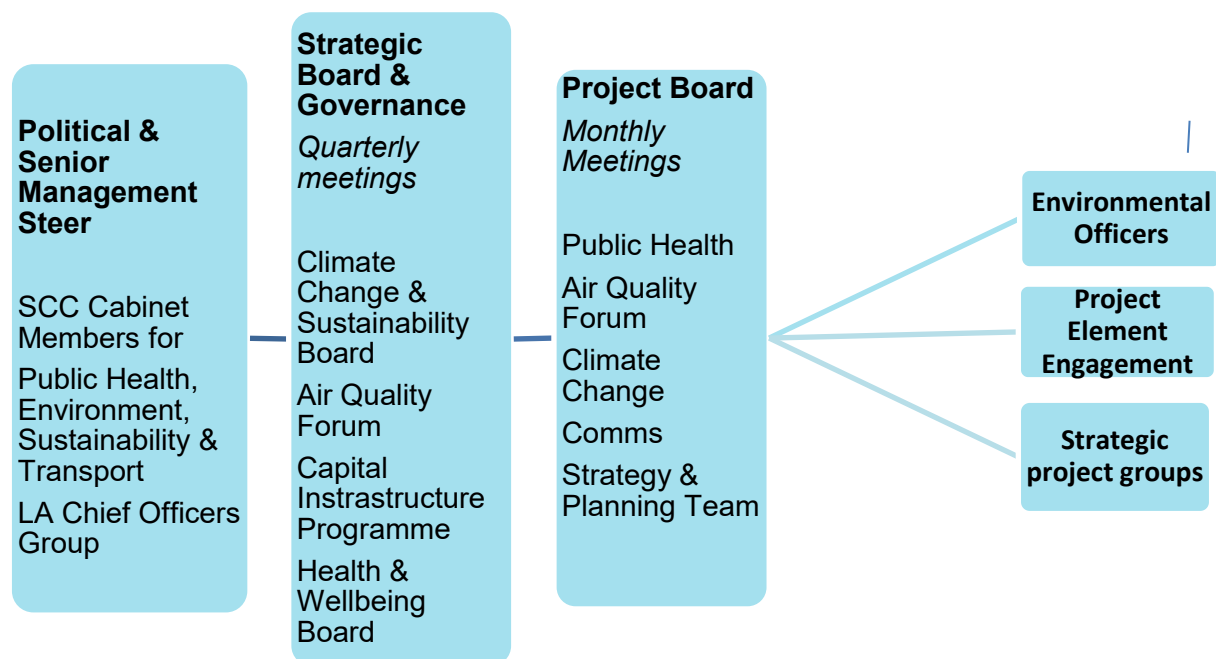 Political &
Senior
Management
Steer
SCC Cabinet
Members for
Public Health,
Environment,
Sustainability &
Transport
LA Chief Officers
Group
Strategic
Board &
Governance
Quarterly
meetings
Climate
Change &
Sustainability
Board
Air Quality
Forum
Capital
Instrastructure
Programme
Health &
Wellbeing
Board
Project Board
Monthly
Meetings
Public Health
Air Quality
Forum
Climate
Change
Comms
Strategy &
Planning Team
Environmental
Officers
Project
Element
Engagement
Strategic
project groups